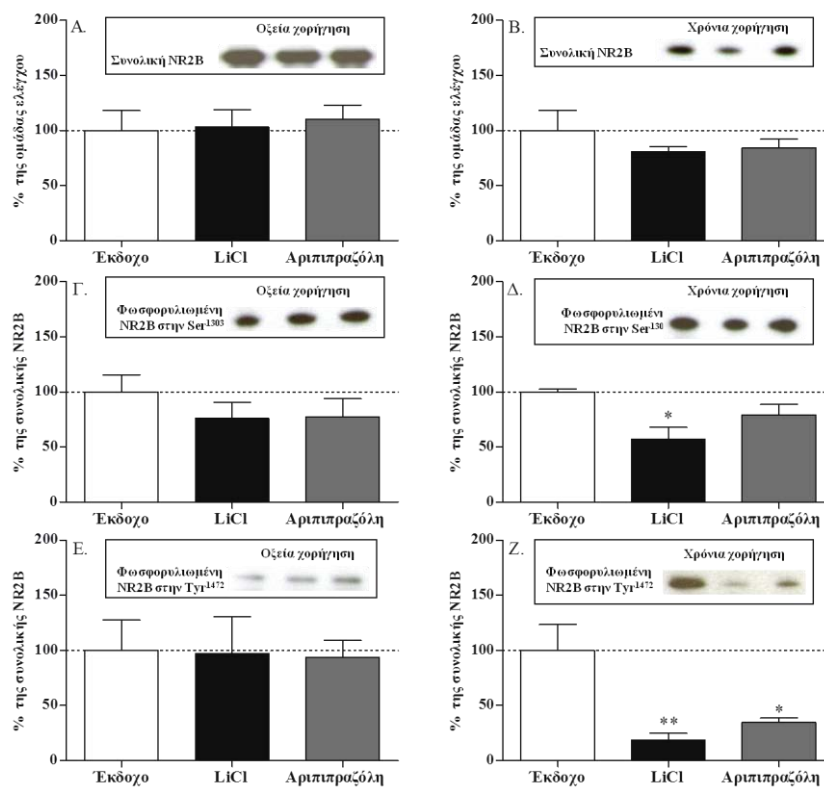 Α.
Οξεία χορήγηση
Συνολική NR2B
% της ομάδας ελέγχου
200
150
100
50
0
Έκδοχο LiCl Αριπιπραζόλη
Β.
Χρόνια χορήγηση
Συνολική NR2B
% της ομάδας ελέγχου
200
150
100
50
0
Έκδοχο LiCl Αριπιπραζόλη
Γ.
Οξεία χορήγηση
Φωσφορυλιωμένη
NR2B στην Ser1303
% της συνολικής NR2B
200
150
100
50
0
Έκδοχο LiCl Αριπιπραζόλη
Δ.
Χρόνια χορήγηση
Φωσφορυλιωμένη
NR2B στην Ser130
% της συνολικής NR2B
200
150
100
50
0
*
Έκδοχο LiCl Αριπιπραζόλη
Ε.
Οξεία χορήγηση
Φωσφορυλιωμένη
NR2B στην Tyr1472
% της συνολικής NR2B
200
150
100
50
0
Έκδοχο LiCl Αριπιπραζόλη
Ζ.
Χρόνια χορήγηση
Φωσφορυλιωμένη
NR2B στην Tyr1472
% της συνολικής NR2B
200
150
100
50
0
** *
Έκδοχο LiCl Αριπιπραζόλη